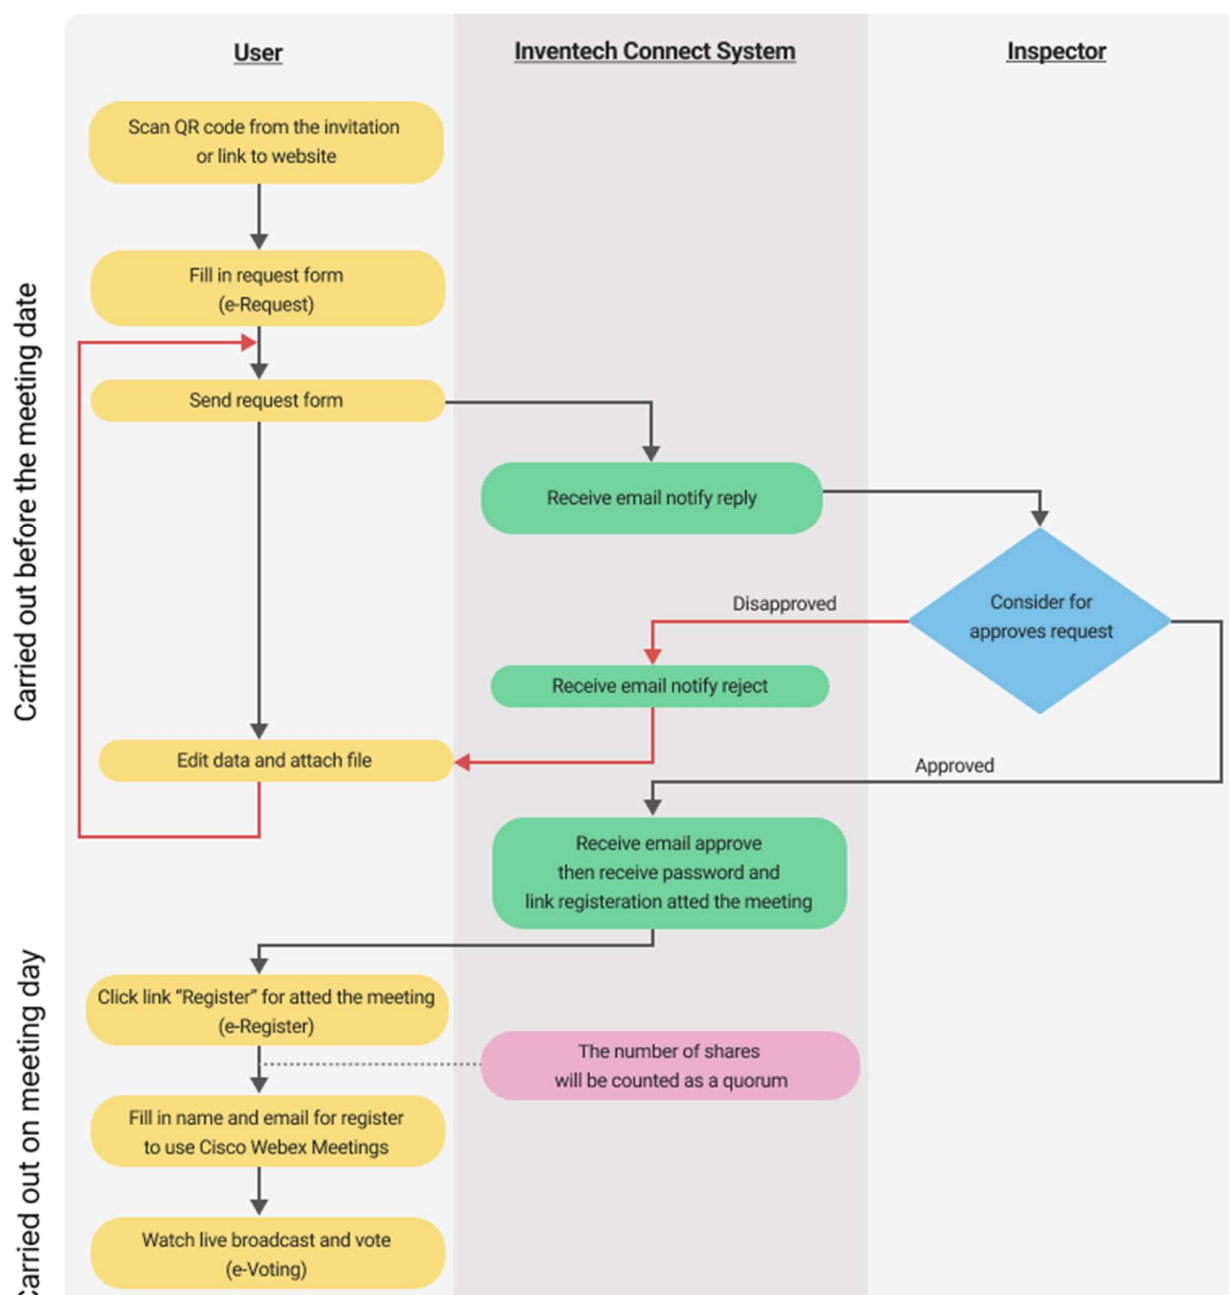 User
Inventech Connect System
Inspector
Scan QR code from the invitation
or link to website
Fill in request form
(e-Request)
Send request form
Receive email notify reply
Consider for
approves request
Disapproved
Receive email notify reject
Edit data and attach file
Approved
Receive email approve
then receive password and
link registeration atted the meeting
Click link “Register” for atted the meeting
(e-Register)
The number of shares
will be counted as a quorum
Fill in name and email for register
to use Cisco Webex Meetings
Watch live broadcast and vote
(e-Voting)
Carried out before the meeting date
Carried out on meeting day